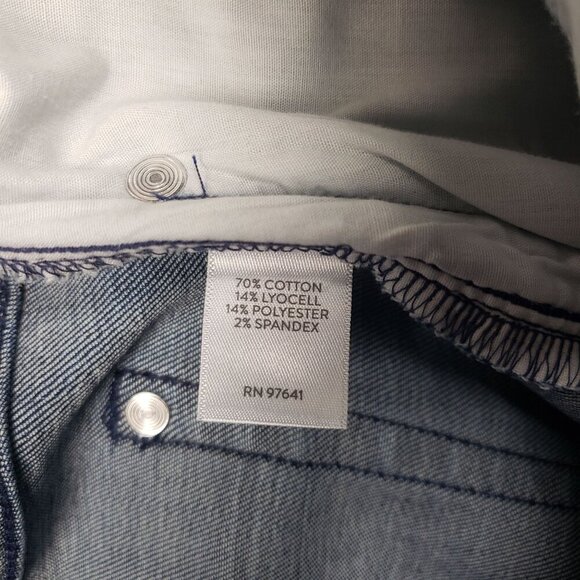 70% COTTON
14% LYOCELL
14% POLYESTER
2% SPANDEX
RN 97641